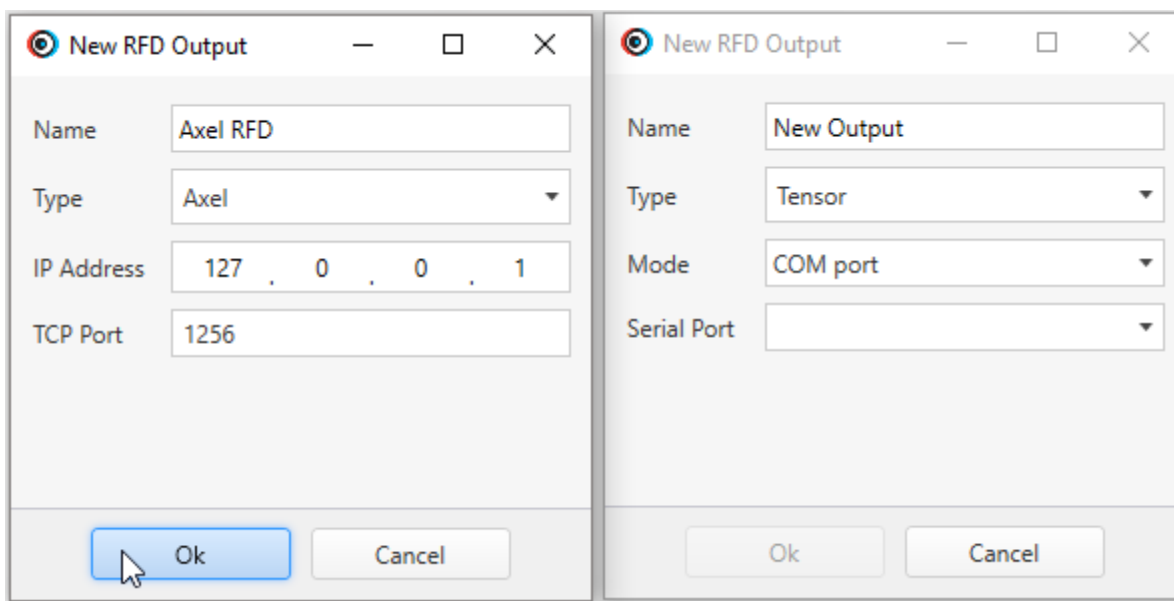 New RFD Output
Name Axel RFD
Type Axel
IP Address 127 . 0 . 0 . 1
TCP Port 1256
Ok Cancel
New RFD Output
Name New Output
Type Tensor
Mode COM port
Serial Port
Ok Cancel